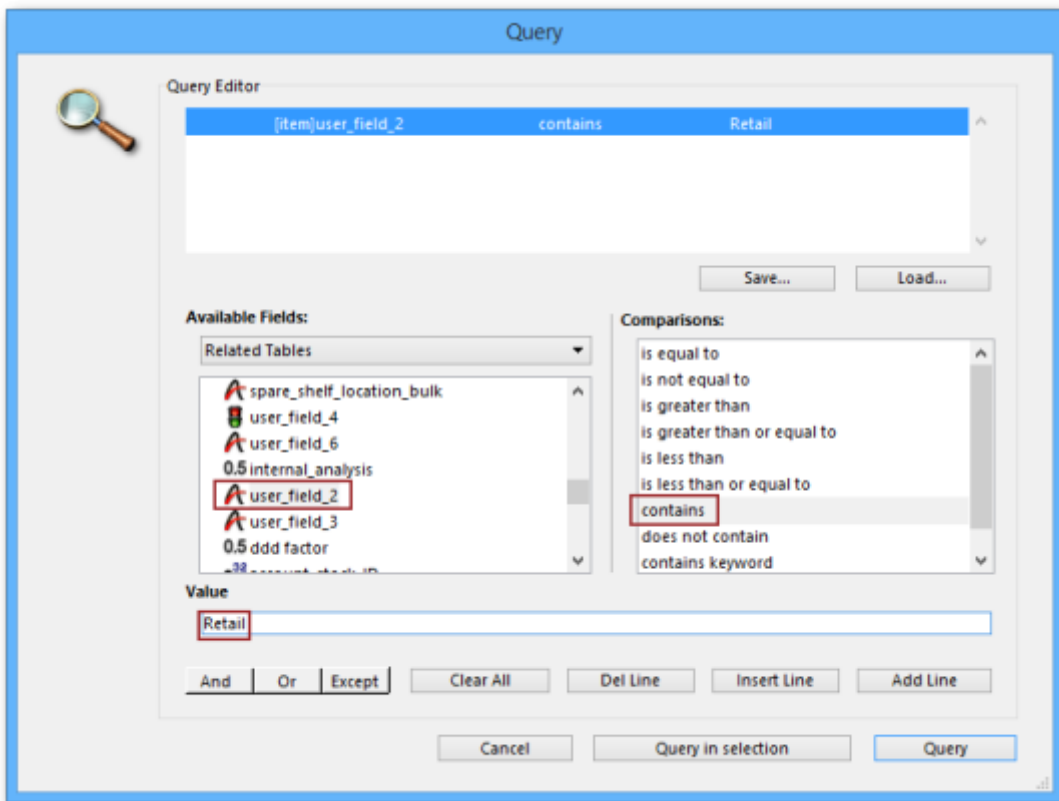 Query
Query Editor
[item]user_field_2 contains Retail
Save... Load...
Available Fields:
Related Tables
spare_shelf_location_bulk
user_field_4
user_field_6
0.5 internal_analysis
user_field_2
user_field_3
0.5 ddd factor
Comparisons:
is equal to
is not equal to
is greater than
is greater than or equal to
is less than
is less than or equal to
contains
does not contain
contains keyword
Value
Retail
And Or Except Clear All Del Line Insert Line Add Line
Cancel Query in selection Query